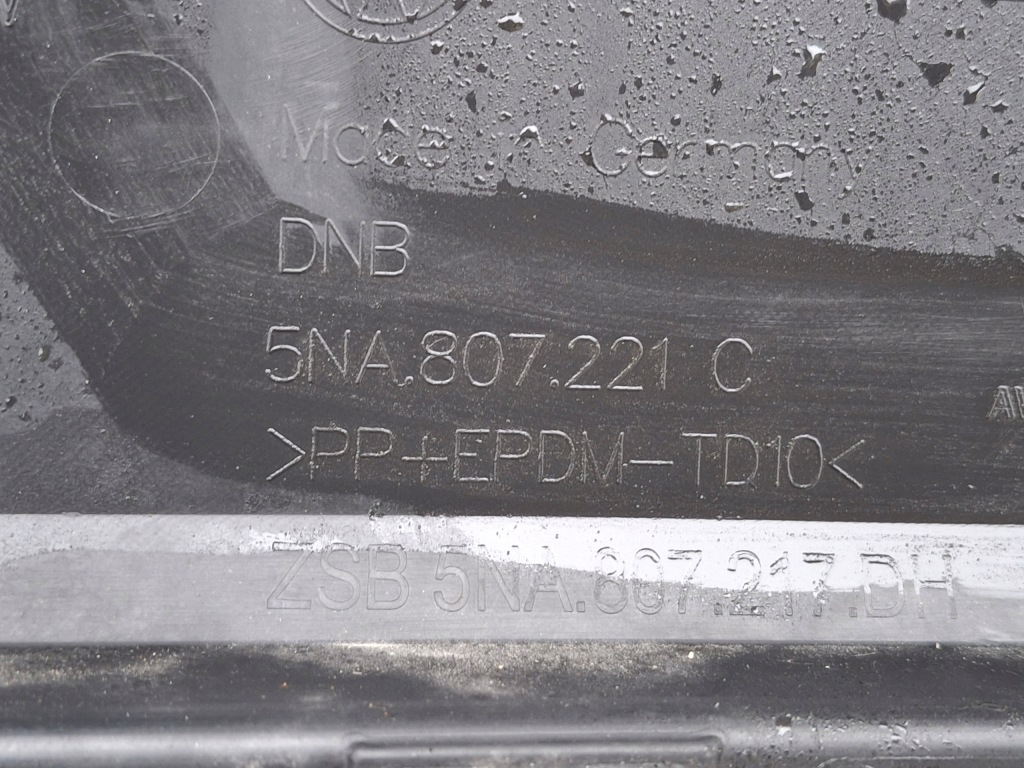 Made in Germany
DNB
5NA.807.221 C
>PP+EPDM-TD10<
ZSB 5NA.807.217.DH